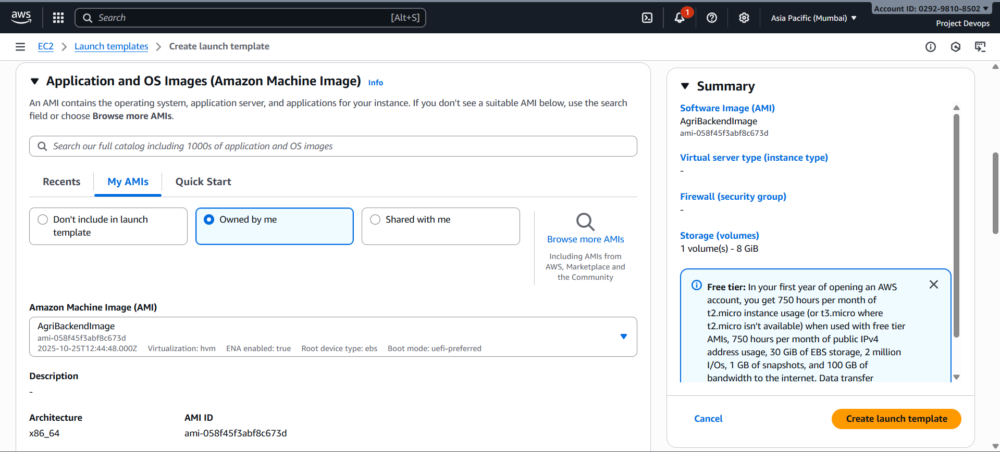 aws
Search
[Alt+S]
1
Asia Pacific (Mumbai)
Account ID: 0292-9810-8502
Project Devops
EC2
Launch templates
Create launch template
Application and OS Images (Amazon Machine Image) Info
An AMI contains the operating system, application server, and applications for your instance. If you don't see a suitable AMI below, use the search
field or choose Browse more AMIs.
Search our full catalog including 1000s of application and OS images
Recents
My AMIs
Quick Start
Don't include in launch
template
Owned by me
Shared with me
Browse more AMIs
Including AMIs from
AWS, Marketplace and
the Community
Amazon Machine Image (AMI)
AgriBackendImage
ami-058f45f3abf8c673d
2025-10-25T12:44:48.000Z Virtualization: hvm ENA enabled: true Root device type: ebs Boot mode: uefi-preferred
Description
-
Architecture
x86_64
AMI ID
ami-058f45f3abf8c673d
Summary
Software Image (AMI)
AgriBackendImage
ami-058f45f3abf8c673d
Virtual server type (instance type)
-
Firewall (security group)
-
Storage (volumes)
1 volume(s) - 8 GiB
Free tier: In your first year of opening an AWS
account, you get 750 hours per month of
t2.micro instance usage (or t3.micro where
t2.micro isn't available) when used with free tier
AMIs, 750 hours per month of public IPv4
address usage, 30 GiB of EBS storage, 2 million
I/Os, 1 GB of snapshots, and 100 GB of
bandwidth to the internet. Data transfer
Cancel
Create launch template